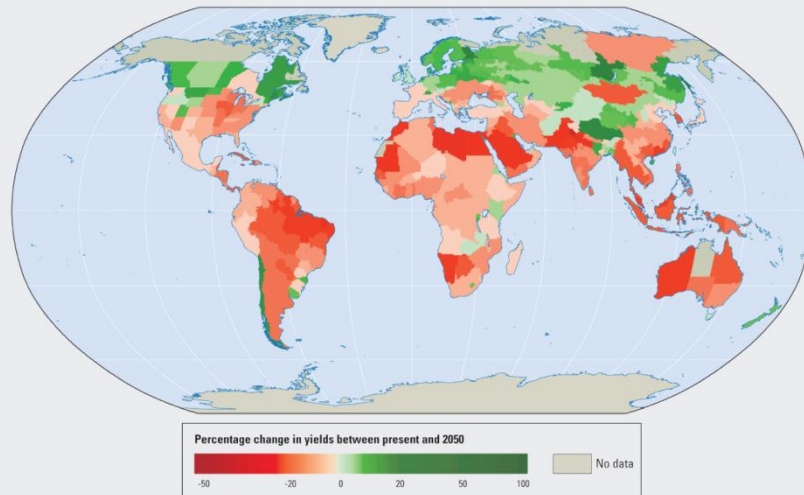 Percentage change in yields between present and 2050
-50 -20 0 20 50 100
No data